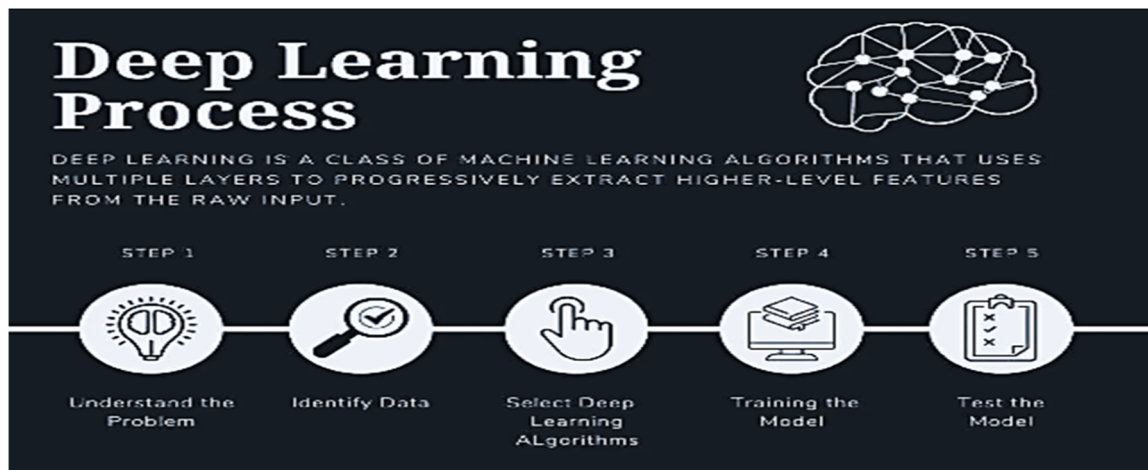 Deep Learning
Process
DEEP LEARNING IS A CLASS OF MACHINE LEARNING ALGORITHMS THAT USES
MULTIPLE LAYERS TO PROGRESSIVELY EXTRACT HIGHER-LEVEL FEATURES
FROM THE RAW INPUT.
STEP 1
STEP 2
STEP 3
STEP 4
STEP 5
Understand the
Problem
Identify Data
Select Deep
Learning
ALgorithms
Training the
Model
Test the
Model